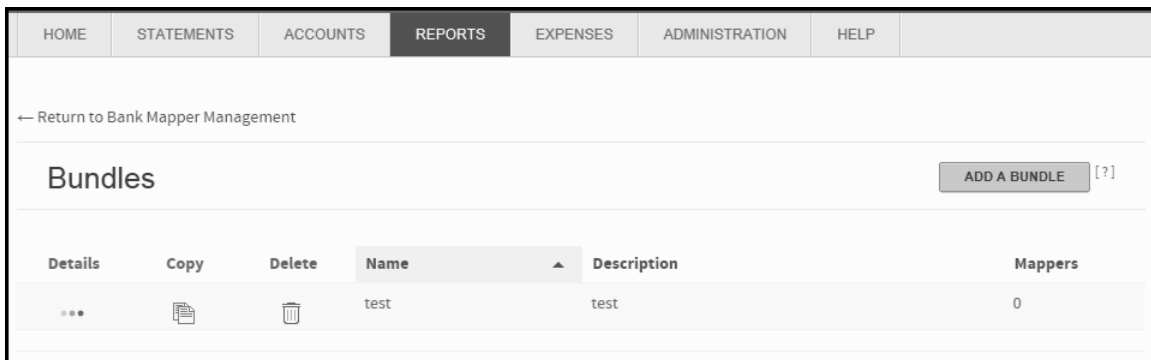 HOME STATEMENTS ACCOUNTS REPORTS EXPENSES ADMINISTRATION HELP
← Return to Bank Mapper Management
Bundles ADD A BUNDLE [?]
Details Copy Delete Name ▲ Description Mappers
test test 0